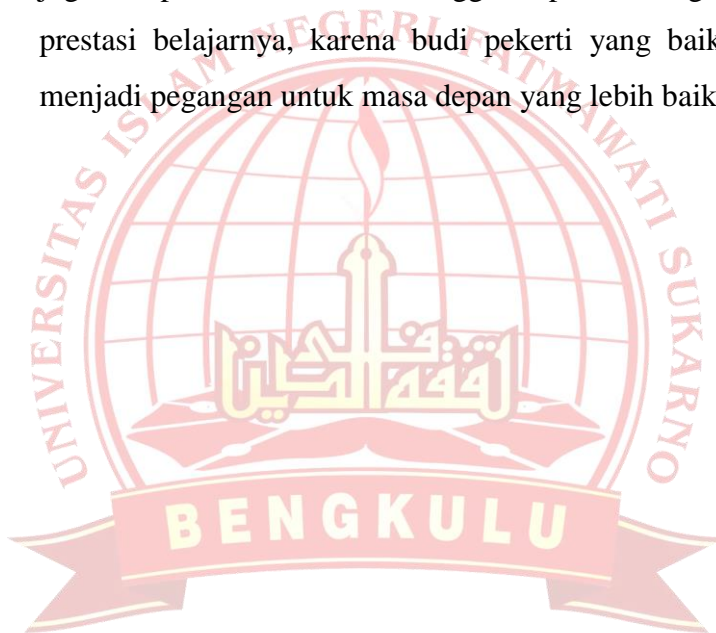 prestasi belajarnya, karena budi pekerti yang baik
menjadi pegangan untuk masa depan yang lebih baik
UNIVERSITAS ISLAM NEGERI FATMAWATI SUKARNO
BENGKULU